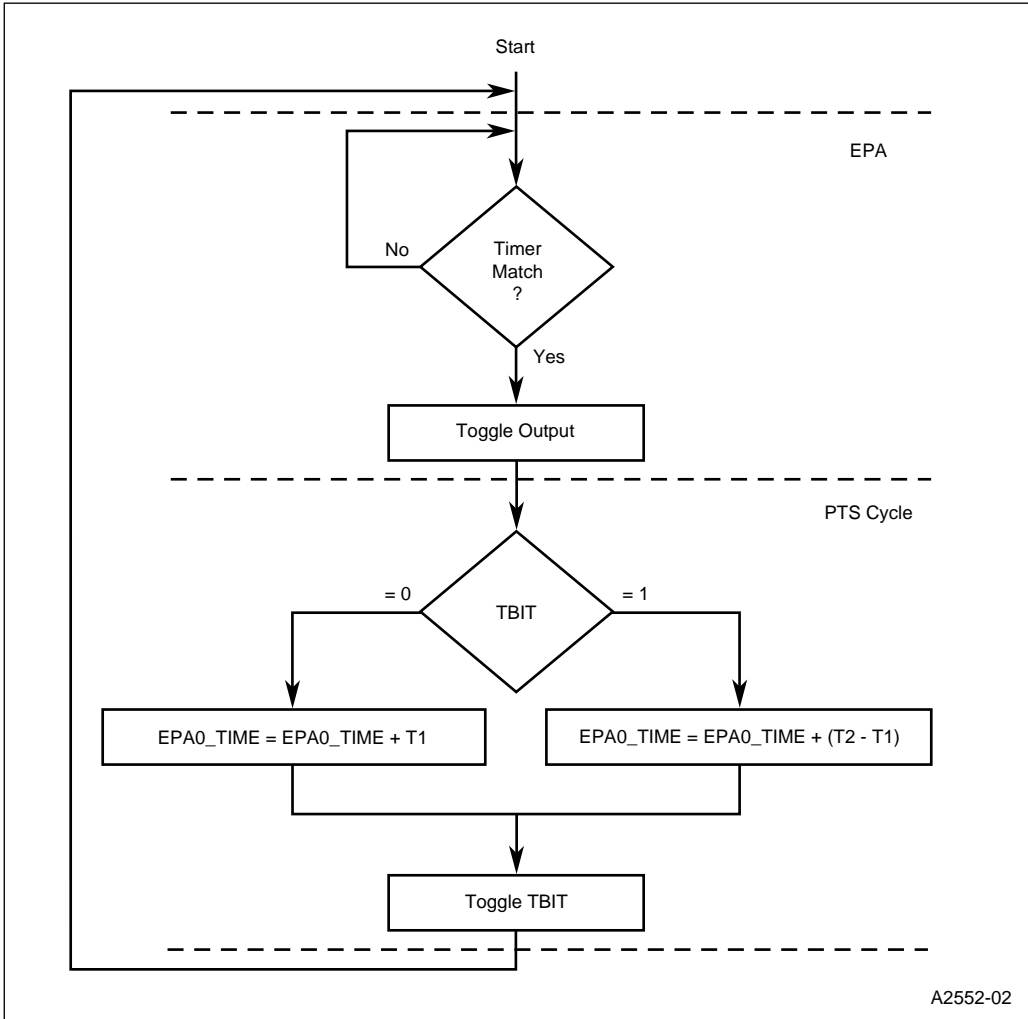 Start
EPA
No
Timer
Match
?
Yes
Toggle Output
PTS Cycle
= 0
TBIT
= 1
EPA0_TIME = EPA0_TIME + T1
EPA0_TIME = EPA0_TIME + (T2 - T1)
Toggle TBIT
A2552-02